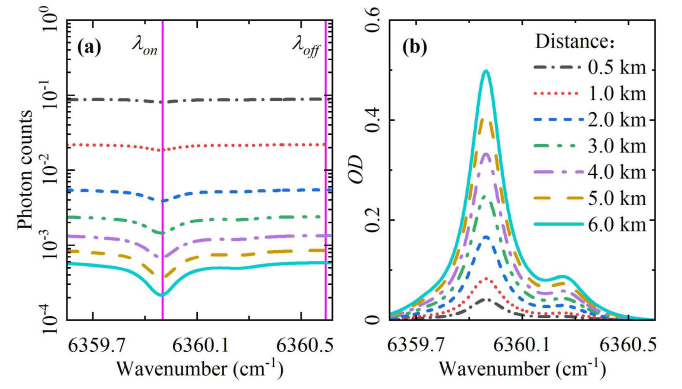 (a)
λon
λoff
10^0
10^-1
10^-2
10^-3
10^-4
Photon counts
6359.7
6360.1
6360.5
Wavenumber (cm⁻¹)
(b)
Distance:
0.5 km
1.0 km
2.0 km
3.0 km
4.0 km
5.0 km
6.0 km
0.6
0.4
0.2
0
OD
6359.7
6360.1
6360.5
Wavenumber (cm⁻¹)